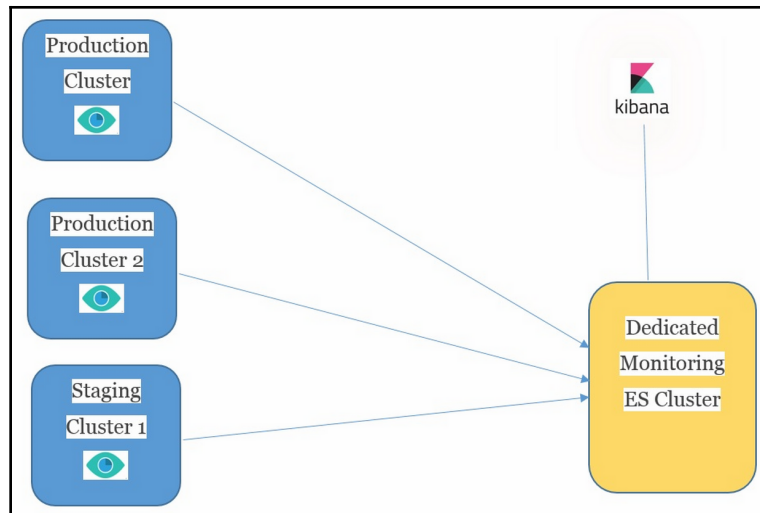 Production
Cluster
Production
Cluster 2
Staging
Cluster 1
kibana
Dedicated
Monitoring
ES Cluster